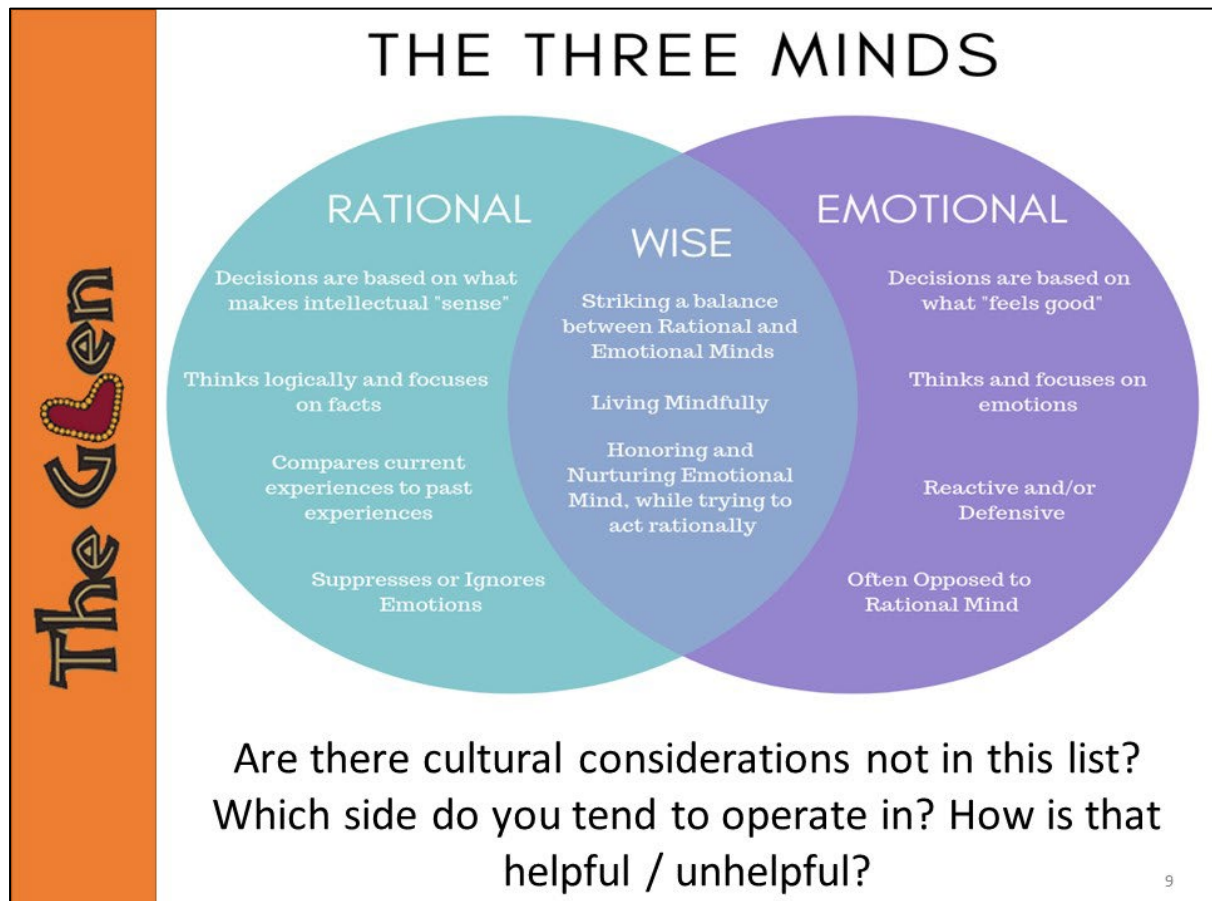 The Glen
THE THREE MINDS
RATIONAL
Decisions are based on what
makes intellectual "sense"
Thinks logically and focuses
on facts
Compares current
experiences to past
experiences
Suppresses or Ignores
Emotions
WISE
Striking a balance
between Rational and
Emotional Minds
Living Mindfully
Honoring and
Nurturing Emotional
Mind, while trying to
act rationally
EMOTIONAL
Decisions are based on
what "feels good"
Thinks and focuses on
emotions
Reactive and/or
Defensive
Often Opposed to
Rational Mind
Are there cultural considerations not in this list?
Which side do you tend to operate in? How is that
helpful / unhelpful?
9